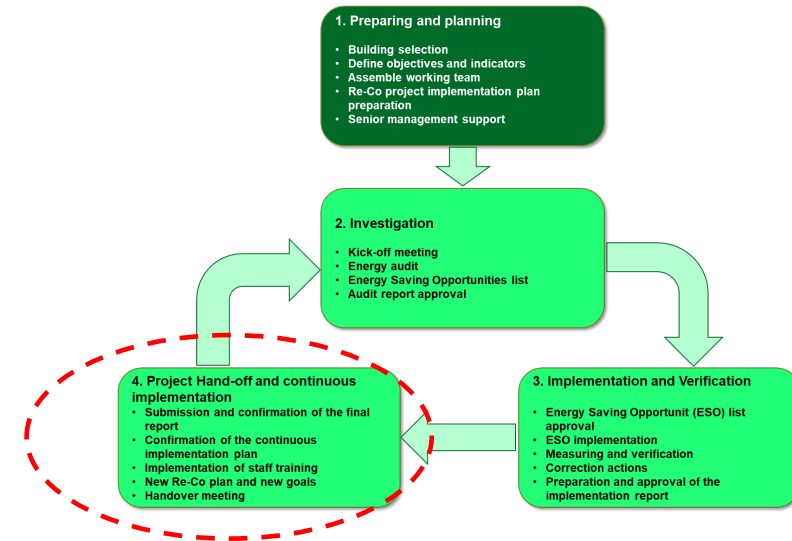 1. Preparing and planning
• Building selection
• Define objectives and indicators
• Assemble working team
• Re-Co project implementation plan
preparation
• Senior management support
2. Investigation
• Kick-off meeting
• Energy audit
• Energy Saving Opportunities list
• Audit report approval
3. Implementation and Verification
• Energy Saving Opportunit (ESO) list
approval
• ESO implementation
• Measuring and verification
• Correction actions
• Preparation and approval of the
implementation report
4. Project Hand-off and continuous
implementation
• Submission and confirmation of the final
report
• Confirmation of the continuous
implementation plan
• Implementation of staff training
• New Re-Co plan and new goals
• Handover meeting